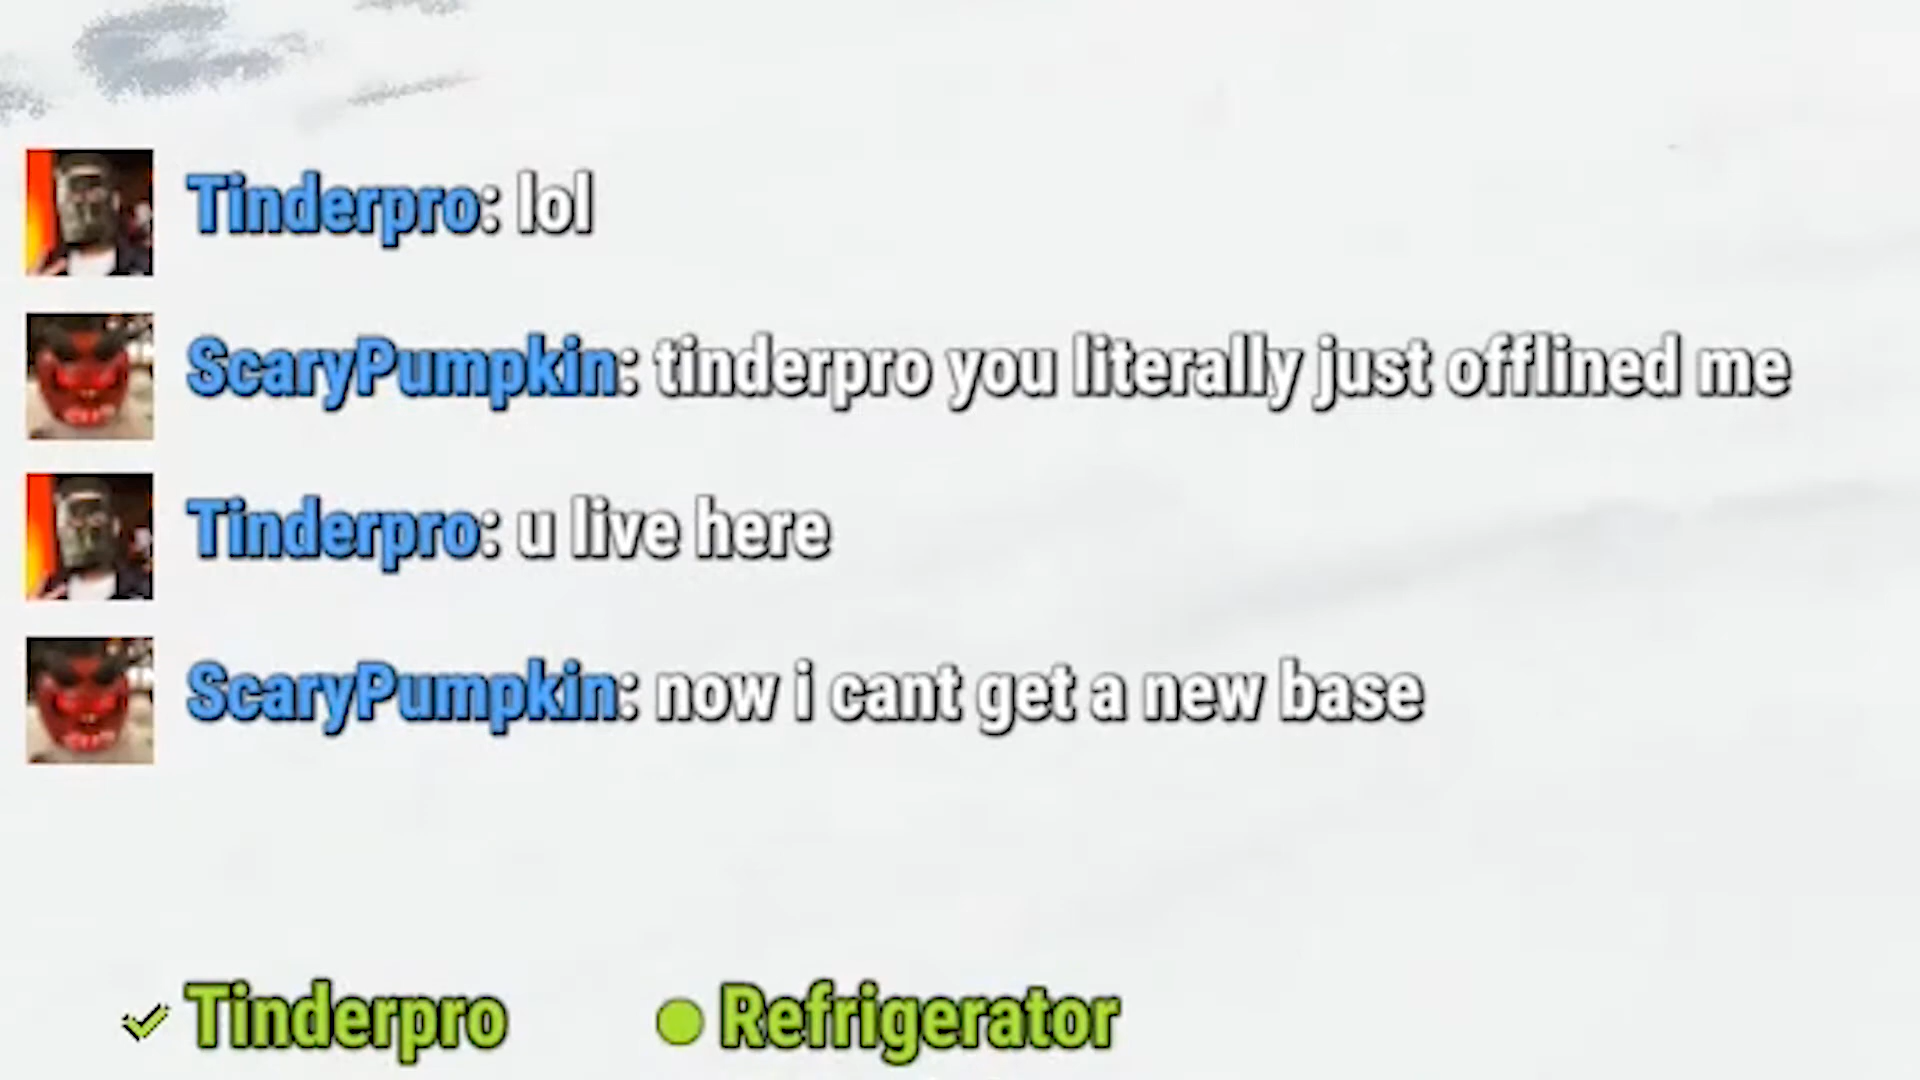 Tinderpro: lol
ScaryPumpkin: tinderpro you literally just offlined me
Tinderpro: u live here
ScaryPumpkin: now i cant get a new base
Tinderpro
Refrigerator